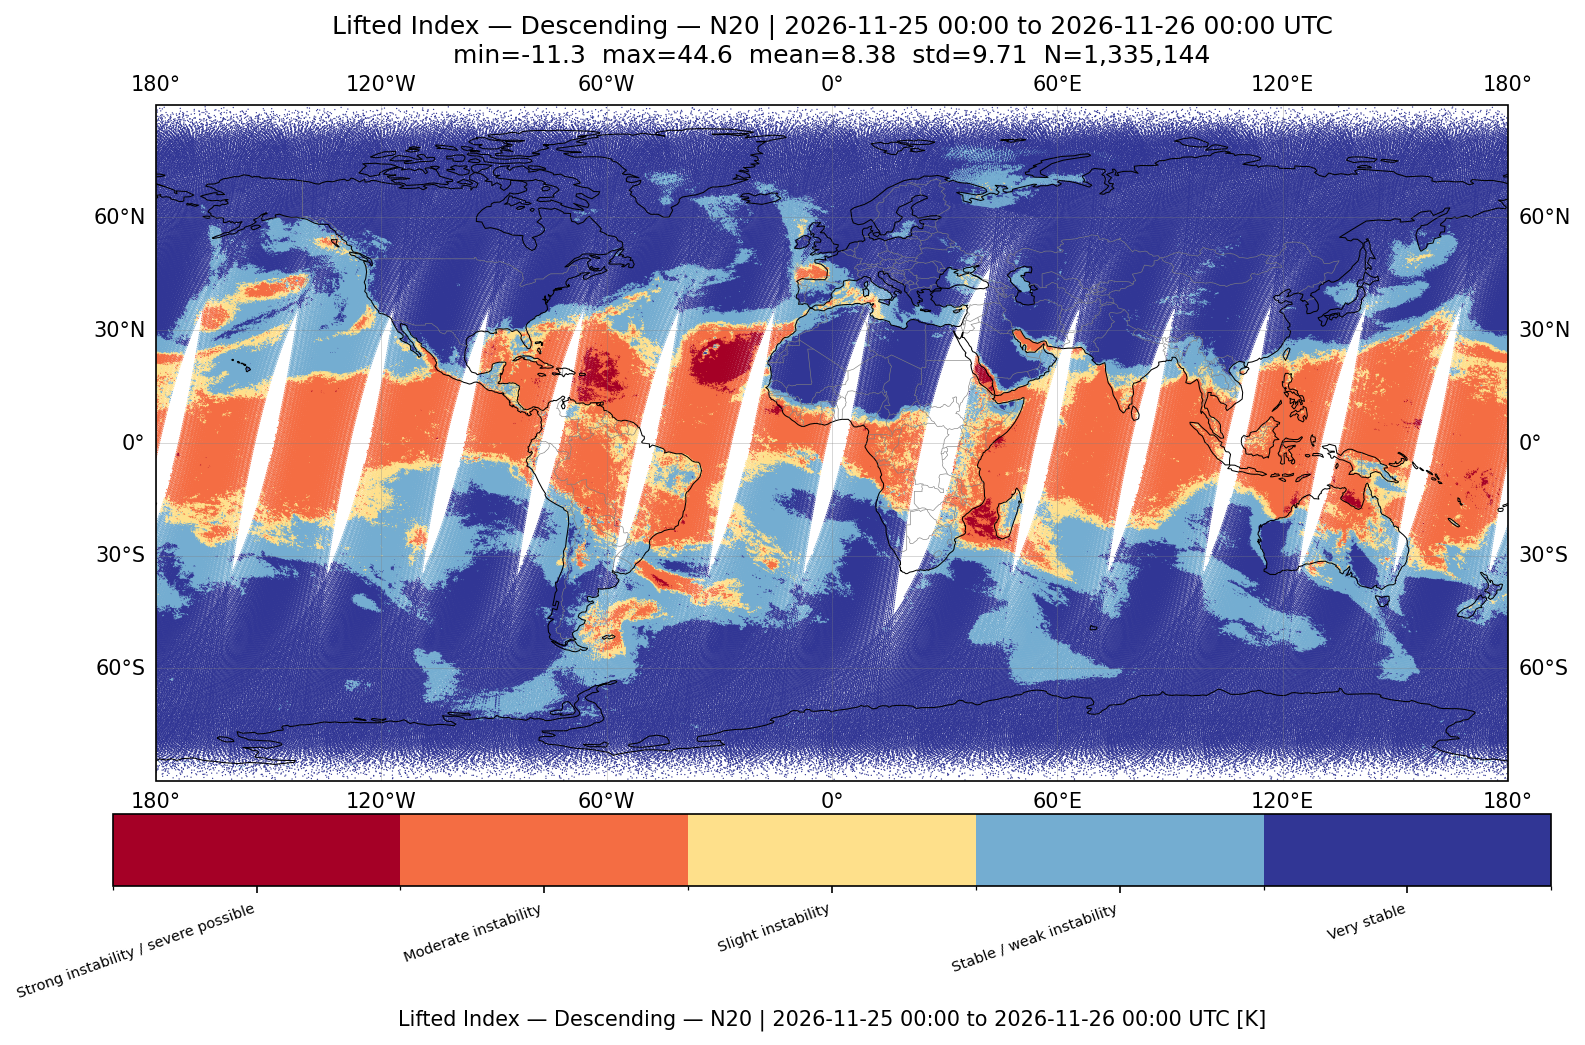 Lifted Index — Descending — N20 | 2026-11-25 00:00 to 2026-11-26 00:00 UTC
min=-11.3  max=44.6  mean=8.38  std=9.71  N=1,335,144
180° 120°W 60°W 0° 60°E 120°E 180°
60°N 60°N
30°N 30°N
0° 0°
30°S 30°S
60°S 60°S
180° 120°W 60°W 0° 60°E 120°E 180°
Strong instability / severe possible
Moderate instability
Slight instability
Stable / weak instability
Very stable
Lifted Index — Descending — N20 | 2026-11-25 00:00 to 2026-11-26 00:00 UTC [K]